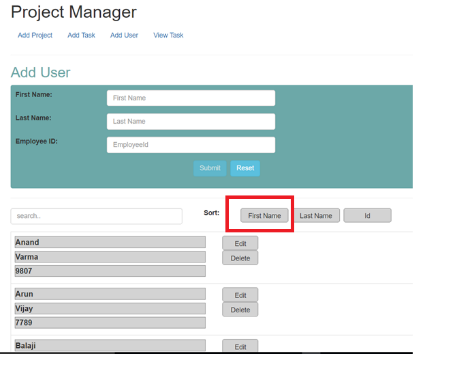 Project Manager
Add Project Add Task Add User View Task
Add User
First Name: First Name
Last Name: Last Name
Employee ID: EmployeeId
Submit Reset
search.. Sort: First Name Last Name Id
Anand Edit
Varma Delete
9807
Arun Edit
Vijay Delete
7789
Balaji Edit